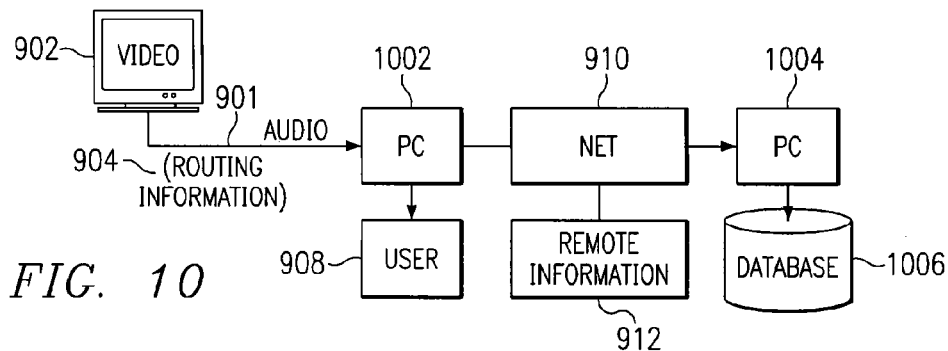 902
VIDEO
901
AUDIO
904
(ROUTING
INFORMATION)
1002
PC
908
USER
910
NET
REMOTE
INFORMATION
912
1004
PC
DATABASE
1006
FIG. 10